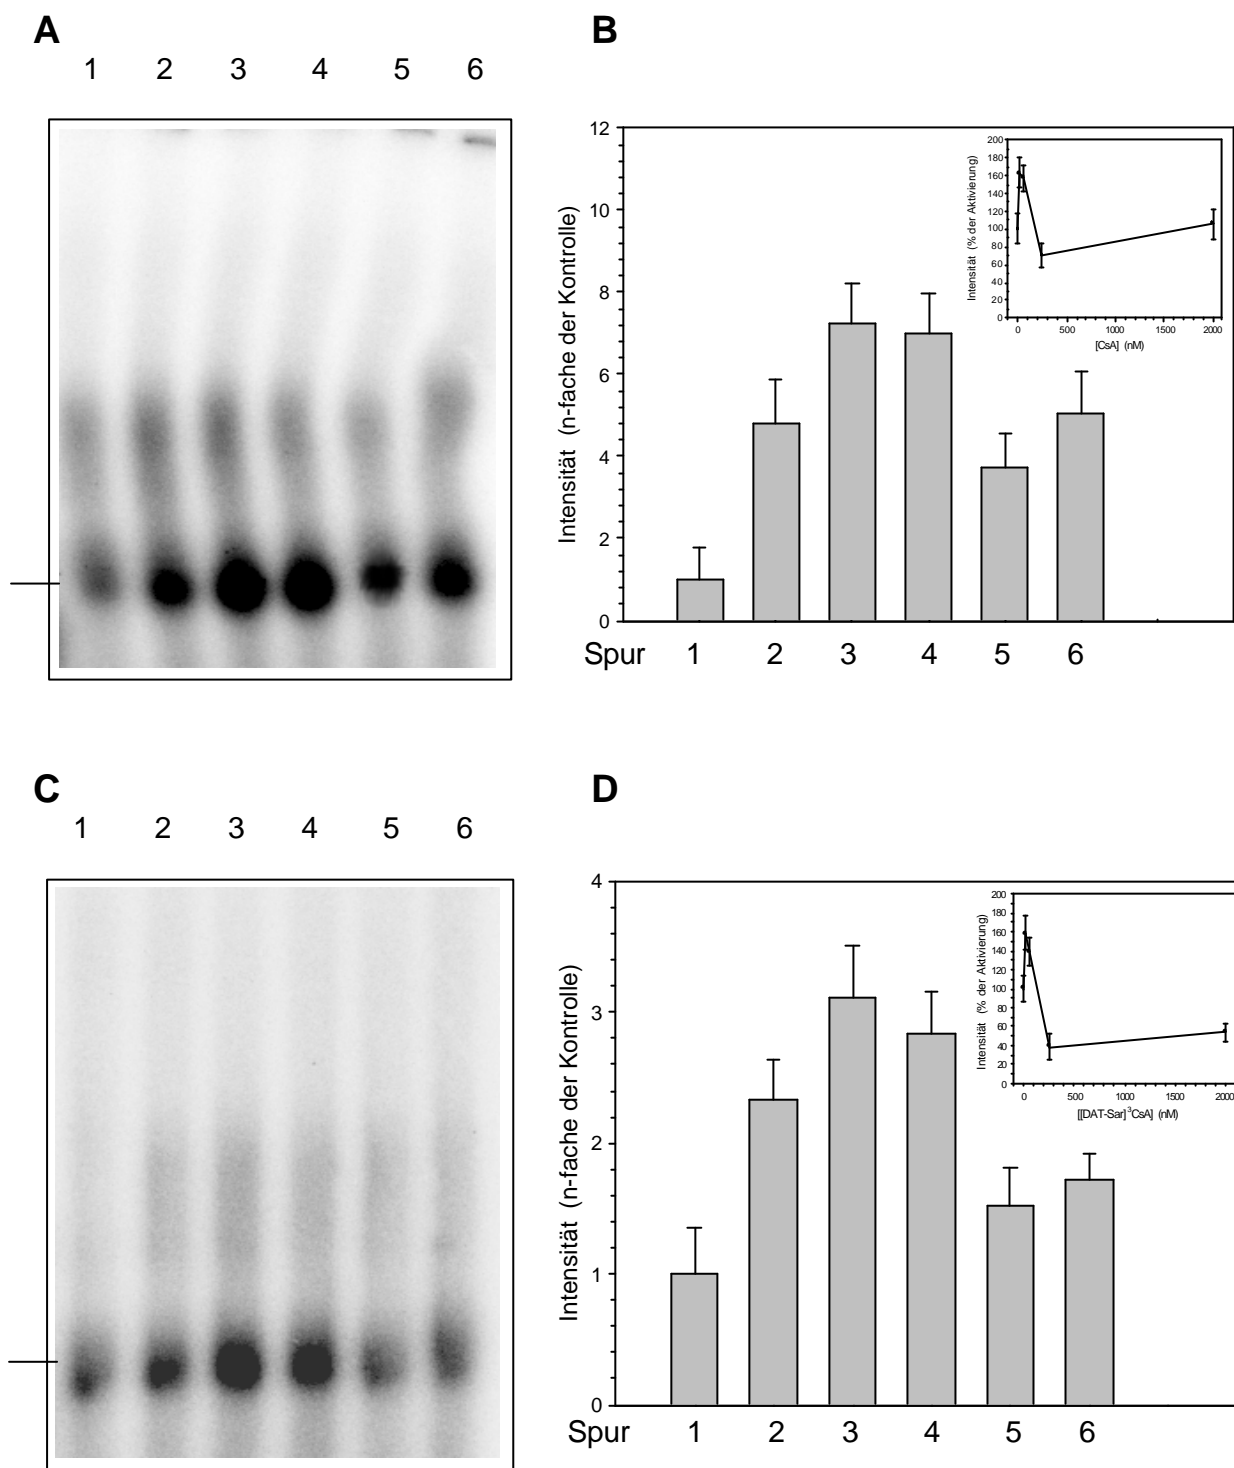 A
1 2 3 4 5 6
B
Intensität (n-fache der Kontrolle)
12
10
8
6
4
2
0
Spur 1 2 3 4 5 6
Intensität (% der Aktivierung)
200
180
160
140
120
100
80
60
40
20
0
0 500 1000 1500 2000
[CsA] (nM)
C
1 2 3 4 5 6
D
Intensität (n-fache der Kontrolle)
4
3
2
1
0
Spur 1 2 3 4 5 6
Intensität (% der Aktivierung)
200
180
160
140
120
100
80
60
40
20
0
0 500 1000 1500 2000
[[DAT-Sar]³CsA] (nM)